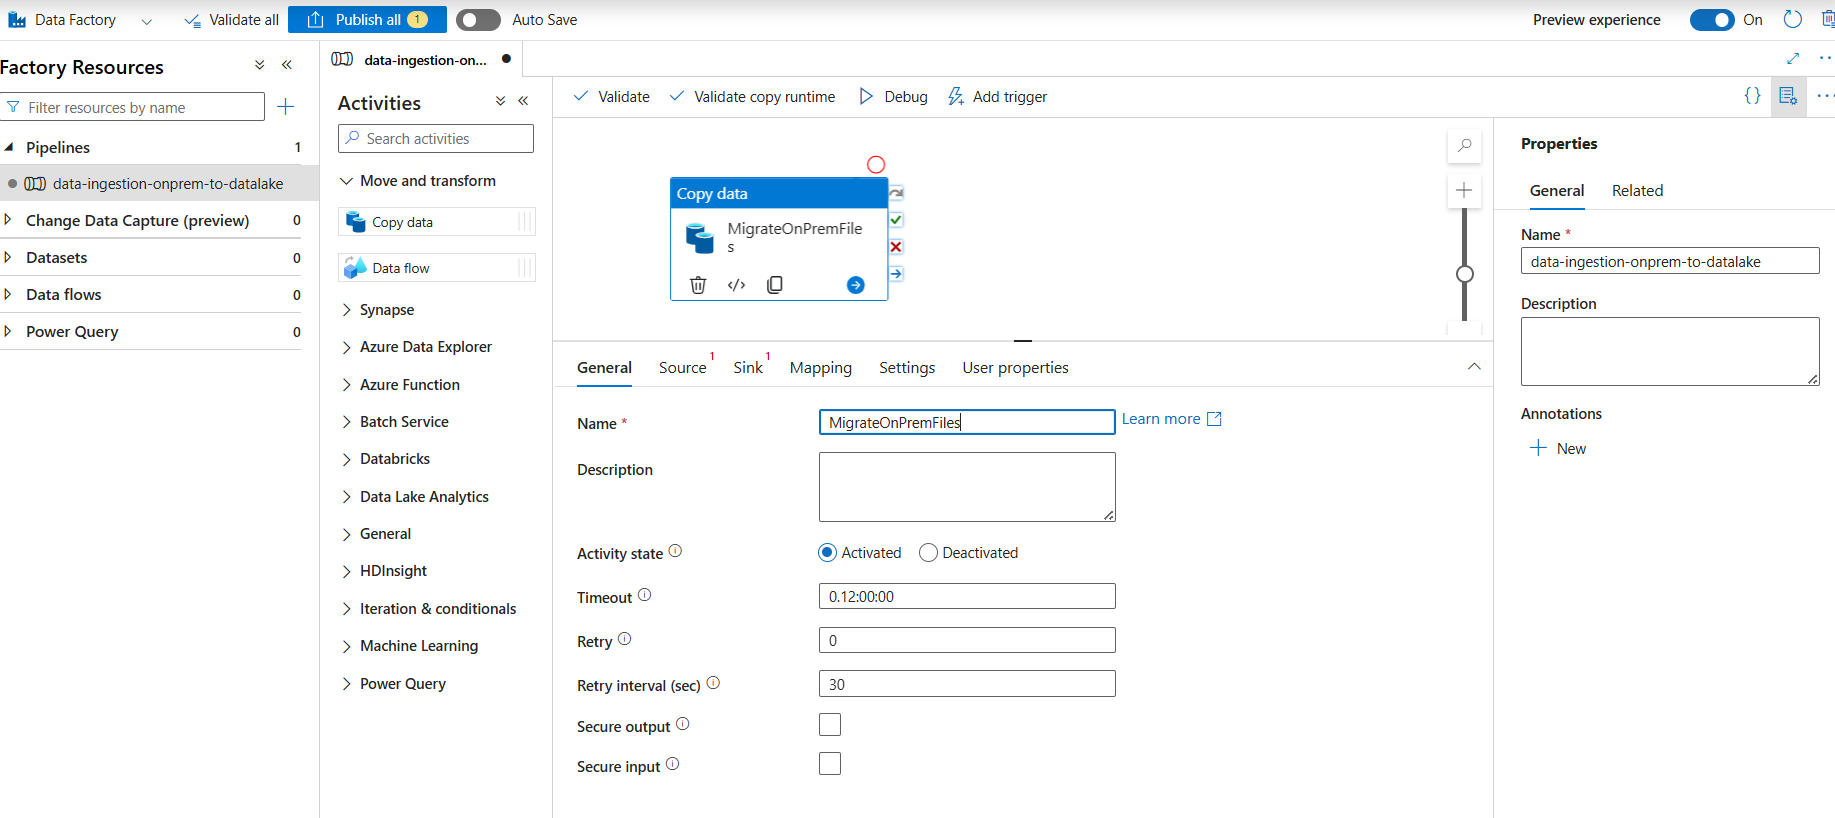 Data Factory
Validate all
Publish all 1
Auto Save
Preview experience
On
Factory Resources
Filter resources by name
Pipelines 1
data-ingestion-onprem-to-datalake
Change Data Capture (preview) 0
Datasets 0
Data flows 0
Power Query 0
data-ingestion-on...
Activities
Search activities
Move and transform
Copy data
Data flow
Synapse
Azure Data Explorer
Azure Function
Batch Service
Databricks
Data Lake Analytics
General
HDInsight
Iteration & conditionals
Machine Learning
Power Query
Validate
Validate copy runtime
Debug
Add trigger
Copy data
MigrateOnPremFile
s
General
Source 1
Sink 1
Mapping
Settings
User properties
Name * MigrateOnPremFiles Learn more
Description
Activity state Activated Deactivated
Timeout 0.12:00:00
Retry 0
Retry interval (sec) 30
Secure output
Secure input
Properties
General Related
Name *
data-ingestion-onprem-to-datalake
Description
Annotations
New